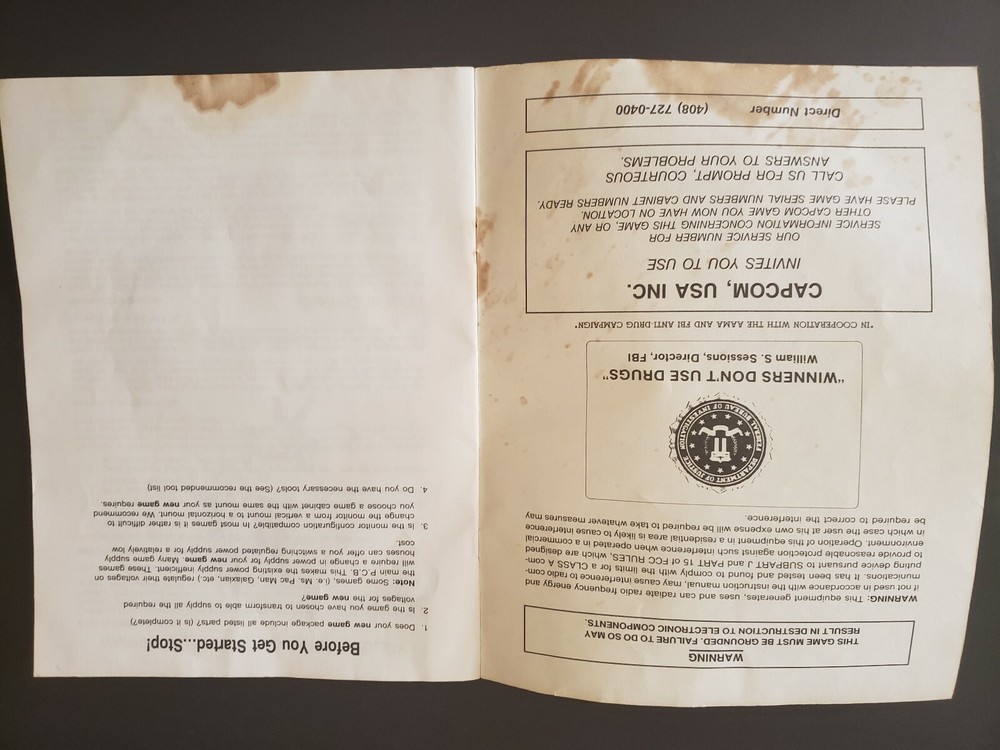 WARNING
THIS GAME MUST BE GROUNDED. FAILURE TO DO SO MAY
RESULT IN DESTRUCTION TO ELECTRONIC COMPONENTS.
WARNING: This equipment generates, uses and can radiate radio frequency energy and
if not used in accordance with the instruction manual, may cause interference to radio com-
munications. It has been tested and found to comply with the limits for a CLASS A com-
puting device pursuant to SUBPART J and PART 15 of FCC RULES, which are designed
to provide reasonable protection against such interference when operated in a commercial
environment. Operation of this equipment in a residential area is likely to cause interference
in which case the user at his own expense will be required to take whatever measures may
be required to correct the interference.
DEPARTMENT OF JUSTICE
FEDERAL BUREAU OF INVESTIGATION
"WINNERS DON'T USE DRUGS"
William S. Sessions, Director, FBI
"IN COOPERATION WITH THE AAMA AND FBI ANTI-DRUG CAMPAIGN"
CAPCOM, USA INC.
INVITES YOU TO USE
OUR SERVICE NUMBER FOR
SERVICE INFORMATION CONCERNING THIS GAME, OR ANY
OTHER CAPCOM GAME YOU NOW HAVE ON LOCATION.
PLEASE HAVE GAME SERIAL NUMBERS AND CABINET NUMBERS READY.
CALL US FOR PROMPT, COURTEOUS
ANSWERS TO YOUR PROBLEMS.
Direct Number (408) 727-0400
Before You Get Started...Stop!
1. Does your new game package include all listed parts? (Is it complete?)
2. Is the game you have chosen to transform able to supply all the required
voltages for the new game?
Note: Some games, (i.e. Ms. Pac Man, Galaxian, etc.) regulate their voltages on
the main P.C.B. This makes the existing power supply inefficient. These games
will require a change in power supply for your new game. Many game supply
houses can offer you a switching regulated power supply for a relatively low
cost.
3. Is the monitor configuration compatible? In most games it is rather difficult to
change the monitor from a vertical mount to a horizontal mount. We recommend
you choose a game cabinet with the same mount as your new game requires.
4. Do you have the necessary tools? (See the recommended tool list)